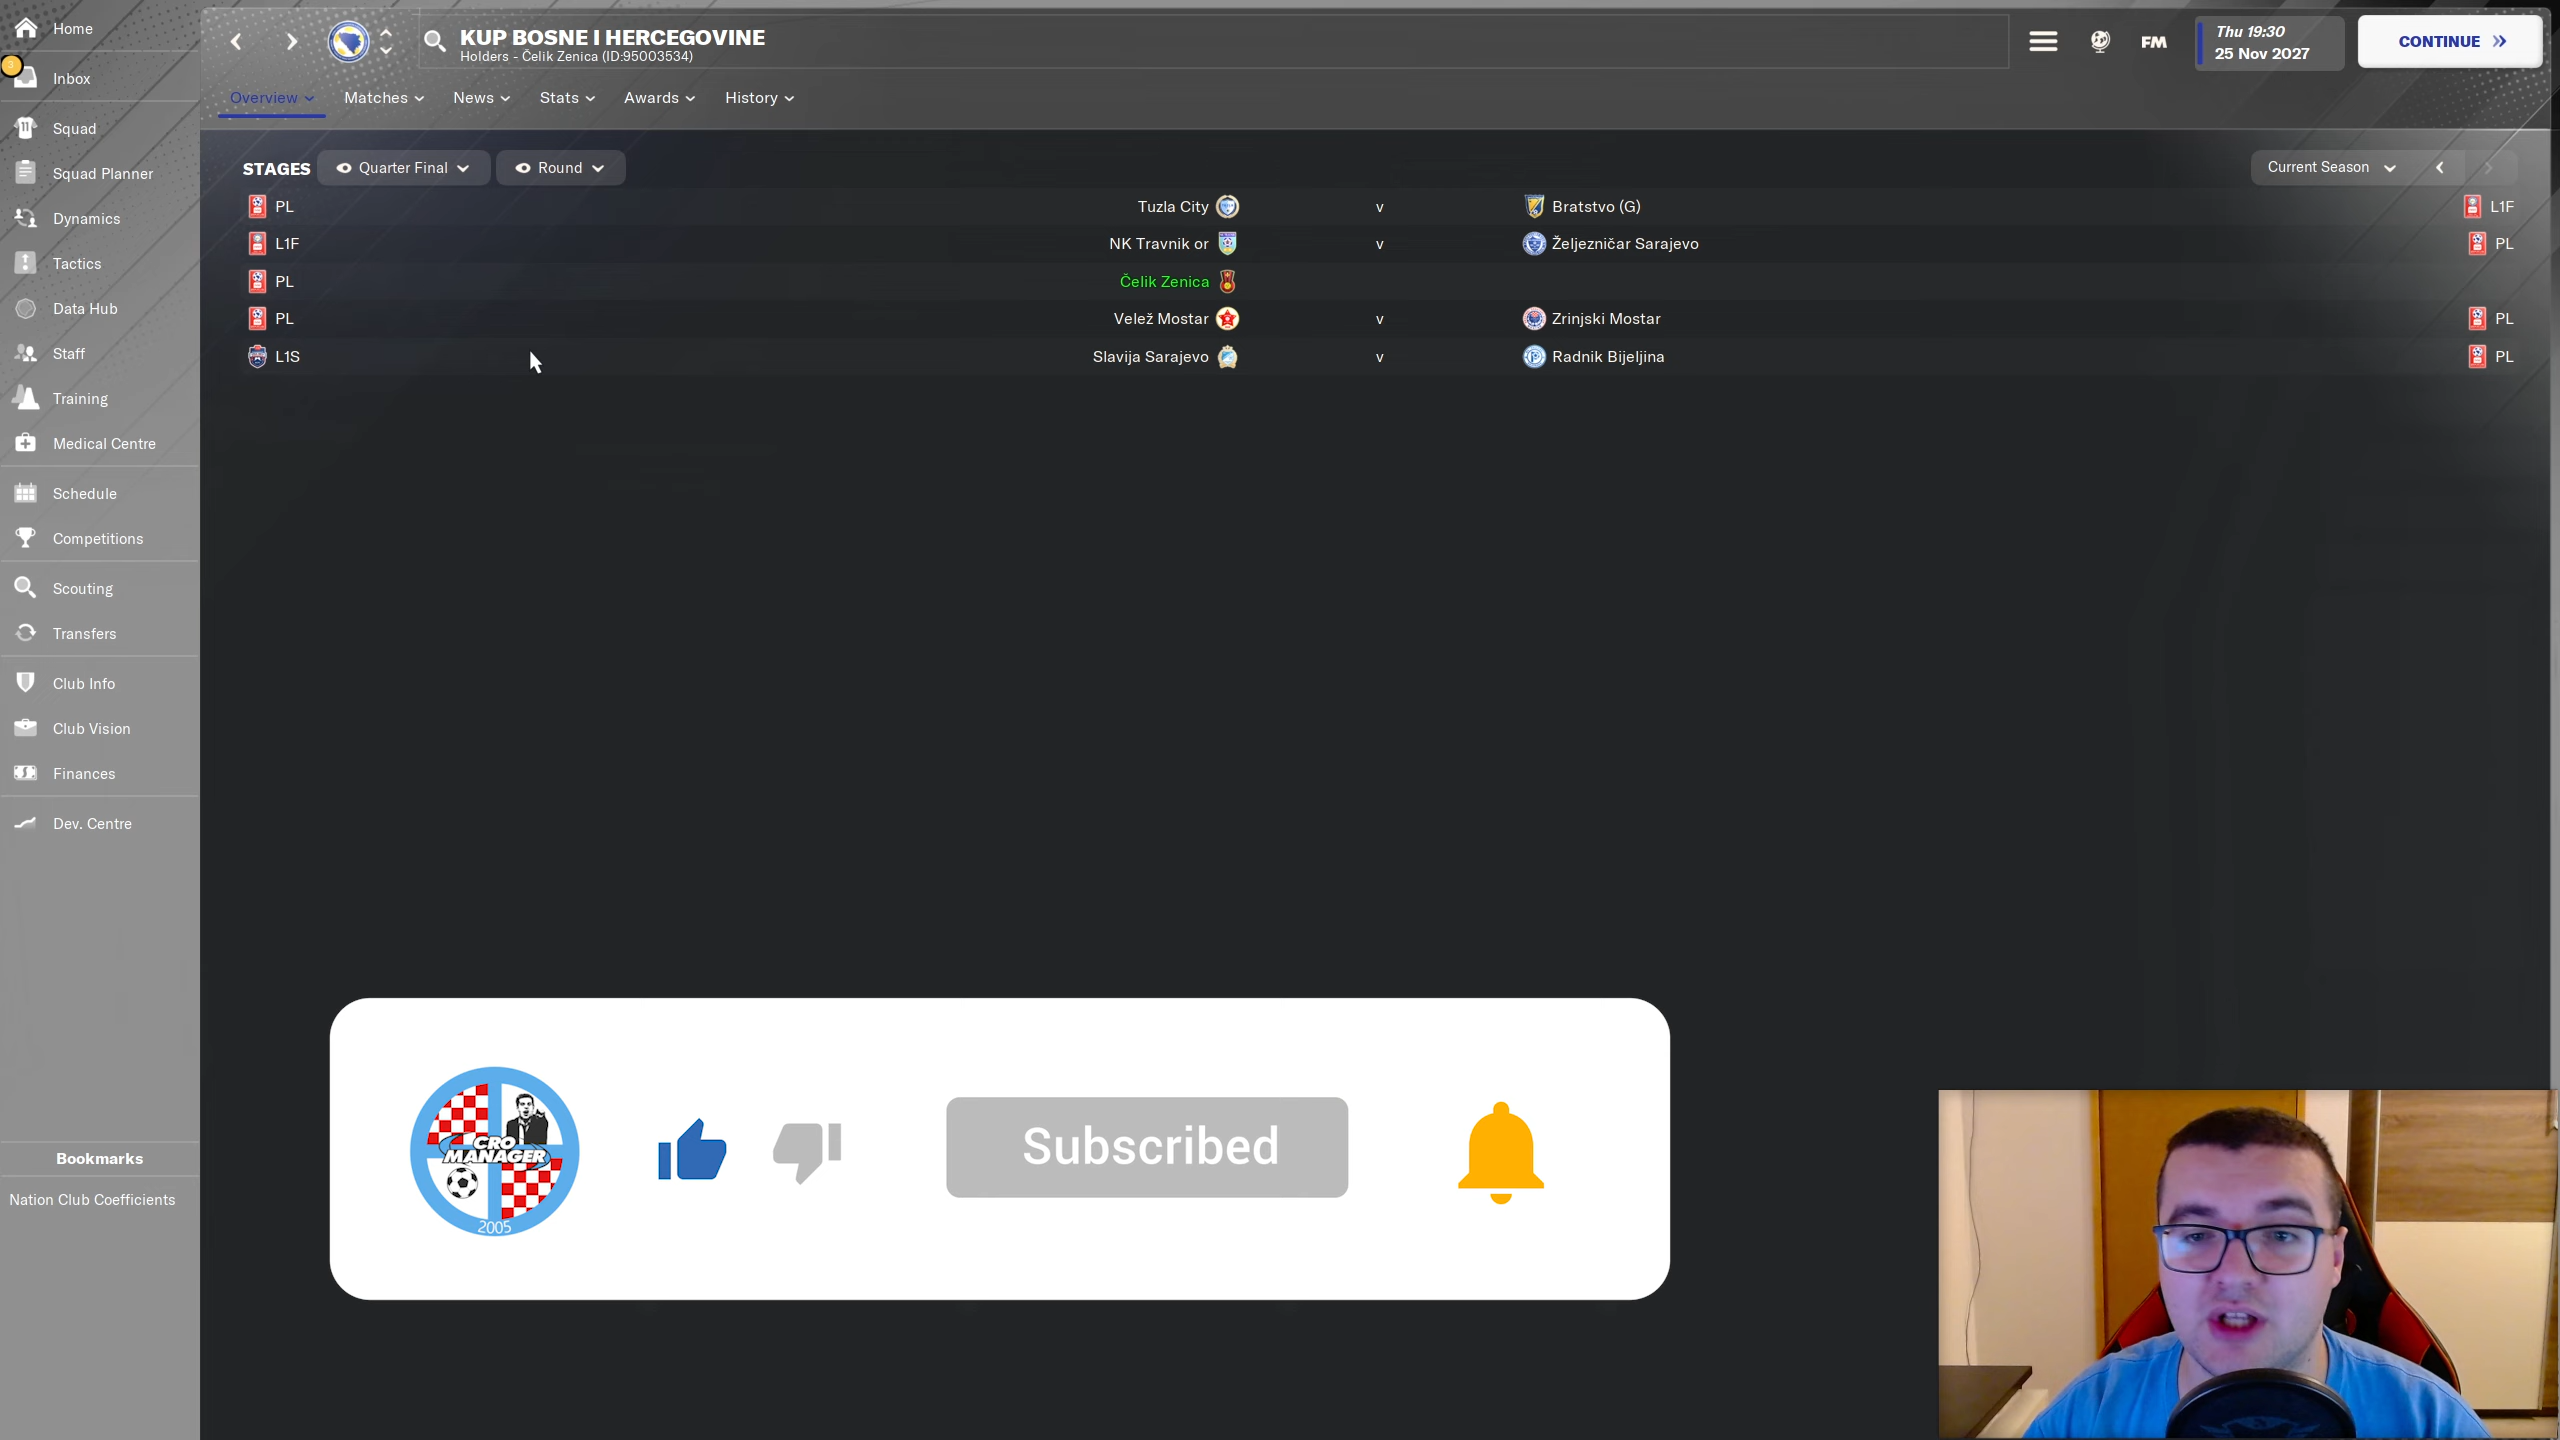 Home
3
Inbox
Squad
Squad Planner
Dynamics
Tactics
Data Hub
Staff
Training
Medical Centre
Schedule
Competitions
Scouting
Transfers
Club Info
Club Vision
Finances
Dev. Centre
Bookmarks
Nation Club Coefficients
KUP BOSNE I HERCEGOVINE
Holders - Čelik Zenica (ID:95003534)
FM
Thu 19:30
25 Nov 2027
CONTINUE
Overview
Matches
News
Stats
Awards
History
STAGES
Quarter Final
Round
Current Season
PL Tuzla City v Bratstvo (G) L1F
L1F NK Travnik or v Željezničar Sarajevo PL
PL Čelik Zenica
PL Velež Mostar v Zrinjski Mostar PL
L1S Slavija Sarajevo v Radnik Bijeljina PL
CRO
MANAGER
2005
Subscribed